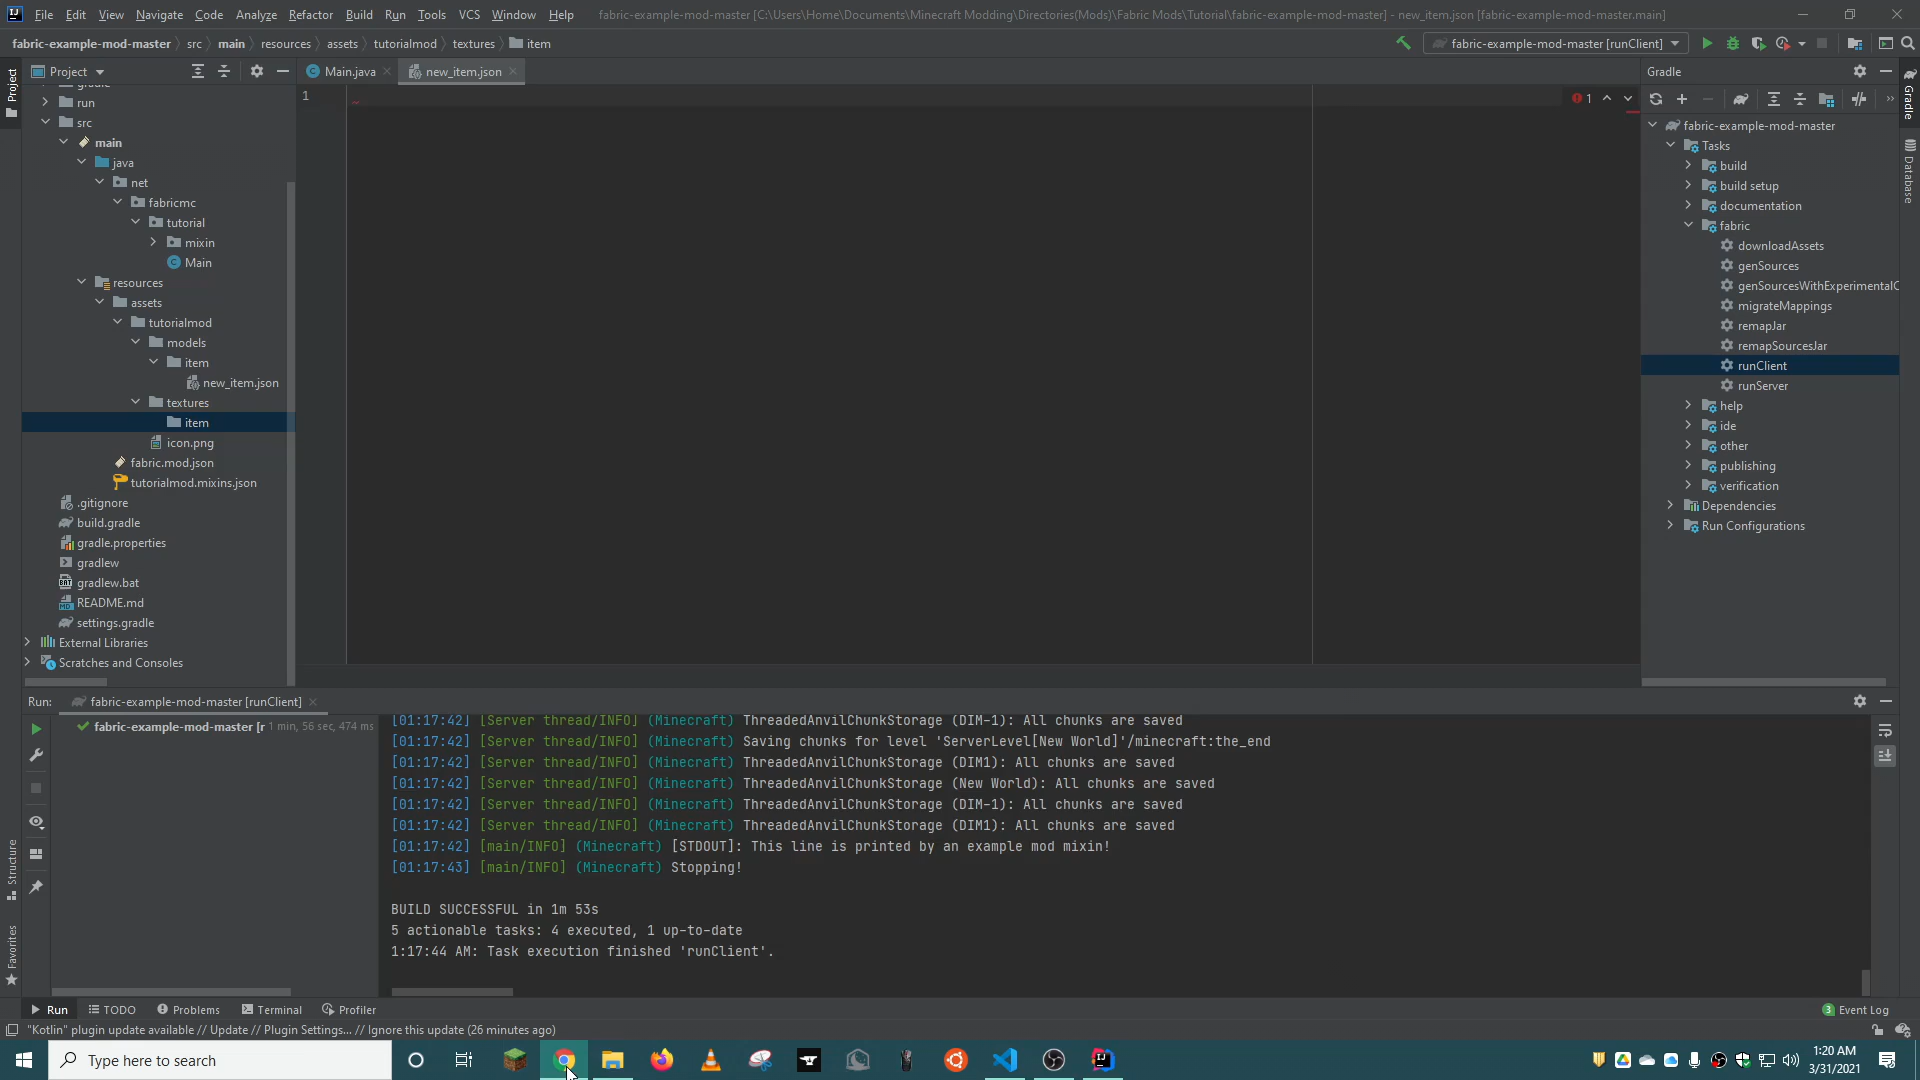 File Edit View Navigate Code Analyze Refactor Build Run Tools VCS Window Help fabric-example-mod-master [C:\Users\Home\Documents\Minecraft Modding\Directories(Mods)\Fabric Mods\Tutorial\fabric-example-mod-master] - new_item.json [fabric-example-mod-master.main]
fabric-example-mod-master src main resources assets tutorialmod textures item fabric-example-mod-master [runClient]
Project
Project
Main.java new_item.json
run
src
main
java
net
fabricmc
tutorial
mixin
Main
resources
assets
tutorialmod
models
item
new_item.json
textures
item
icon.png
fabric.mod.json
tutorialmod.mixins.json
.gitignore
build.gradle
gradle.properties
gradlew
gradlew.bat
README.md
settings.gradle
External Libraries
Scratches and Consoles
1
1
Gradle
fabric-example-mod-master
Tasks
build
build setup
documentation
fabric
downloadAssets
genSources
genSourcesWithExperimentalC
migrateMappings
remapJar
remapSourcesJar
runClient
runServer
help
ide
other
publishing
verification
Dependencies
Run Configurations
Gradle
Database
Run: fabric-example-mod-master [runClient]
fabric-example-mod-master [r 1 min, 56 sec, 474 ms
[01:17:42] [Server thread/INFO] (Minecraft) ThreadedAnvilChunkStorage (DIM-1): All chunks are saved
[01:17:42] [Server thread/INFO] (Minecraft) Saving chunks for level 'ServerLevel[New World]'/minecraft:the_end
[01:17:42] [Server thread/INFO] (Minecraft) ThreadedAnvilChunkStorage (DIM1): All chunks are saved
[01:17:42] [Server thread/INFO] (Minecraft) ThreadedAnvilChunkStorage (New World): All chunks are saved
[01:17:42] [Server thread/INFO] (Minecraft) ThreadedAnvilChunkStorage (DIM-1): All chunks are saved
[01:17:42] [Server thread/INFO] (Minecraft) ThreadedAnvilChunkStorage (DIM1): All chunks are saved
[01:17:42] [main/INFO] (Minecraft) [STDOUT]: This line is printed by an example mod mixin!
[01:17:43] [main/INFO] (Minecraft) Stopping!
BUILD SUCCESSFUL in 1m 53s
5 actionable tasks: 4 executed, 1 up-to-date
1:17:44 AM: Task execution finished 'runClient'.
Structure
Favorites
Run TODO Problems Terminal Profiler 3 Event Log
"Kotlin" plugin update available // Update // Plugin Settings... // Ignore this update (26 minutes ago)
Type here to search
1:20 AM
3/31/2021